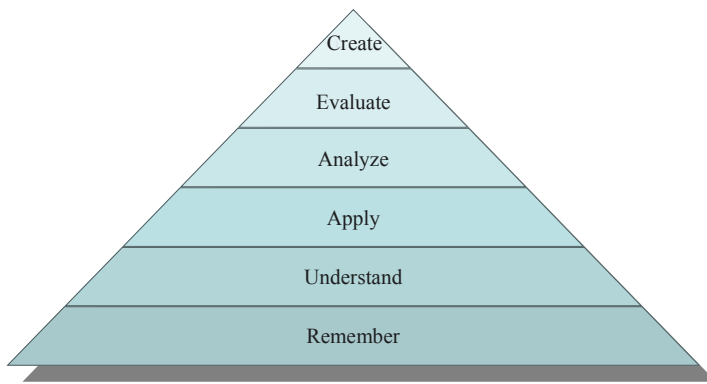 Create
Evaluate
Analyze
Apply
Understand
Remember